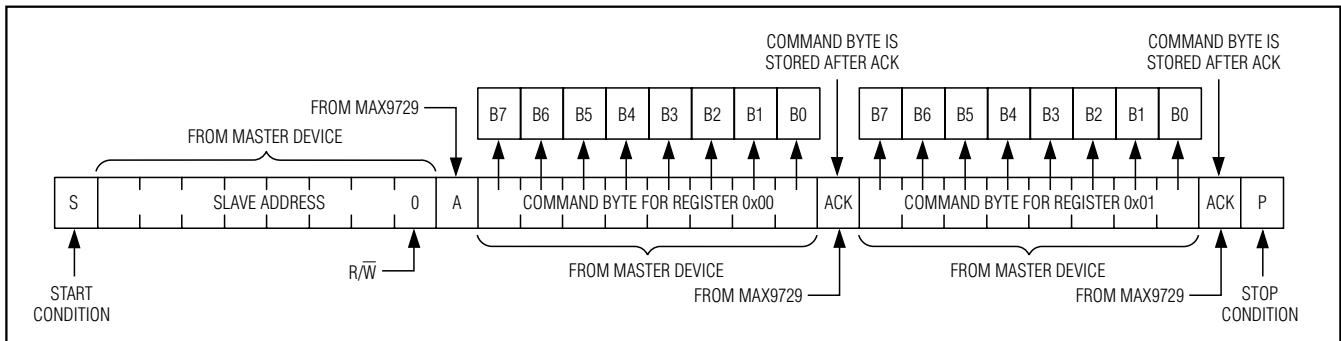 COMMAND BYTE IS
STORED AFTER ACK
COMMAND BYTE IS
STORED AFTER ACK
FROM MAX9729
B7 B6 B5 B4 B3 B2 B1 B0
B7 B6 B5 B4 B3 B2 B1 B0
FROM MASTER DEVICE
S SLAVE ADDRESS 0 A COMMAND BYTE FOR REGISTER 0x00 ACK COMMAND BYTE FOR REGISTER 0x01 ACK P
R/W̅
FROM MASTER DEVICE
FROM MASTER DEVICE
START
CONDITION
FROM MAX9729
FROM MAX9729
STOP
CONDITION